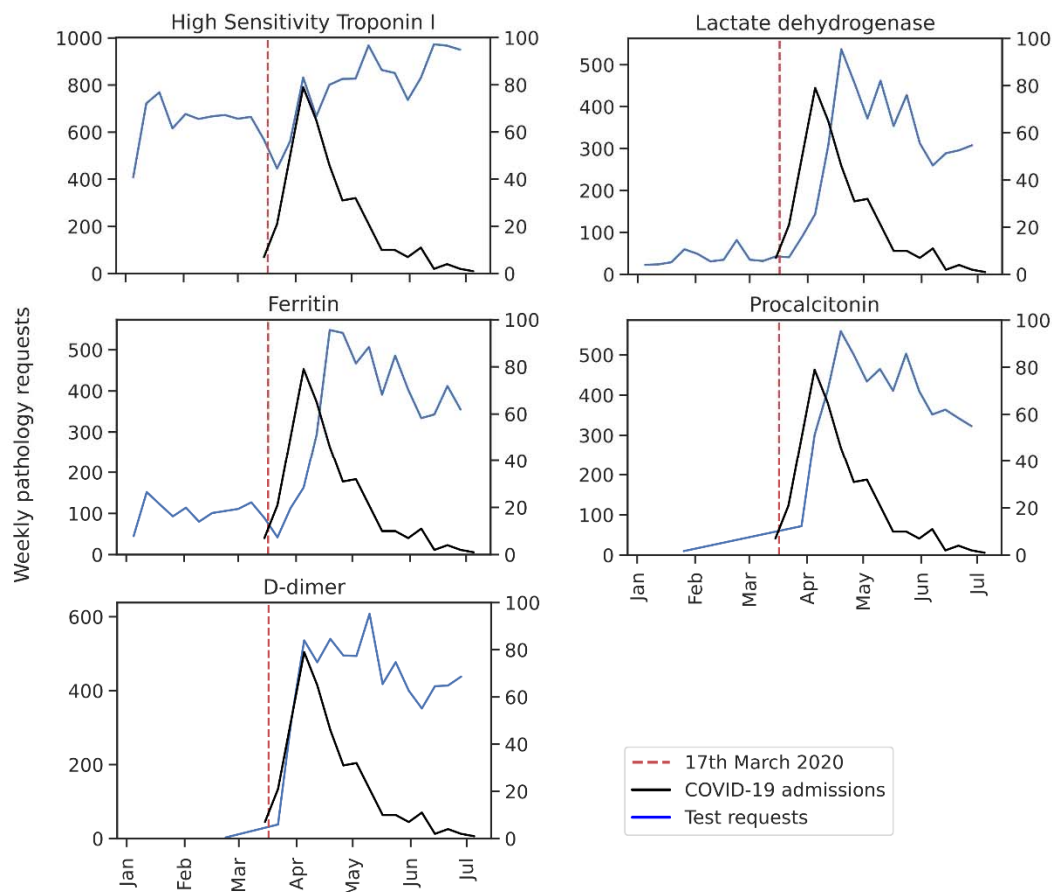 High Sensitivity Troponin I
1000
800
600
400
200
0
100
80
60
40
20
0
Lactate dehydrogenase
500
400
300
200
100
0
100
80
60
40
20
0
Ferritin
500
400
300
200
100
0
100
80
60
40
20
0
Procalcitonin
500
400
300
200
100
0
100
80
60
40
20
0
Jan
Feb
Mar
Apr
May
Jun
Jul
Weekly pathology requests
D-dimer
600
400
200
0
100
80
60
40
20
0
Jan
Feb
Mar
Apr
May
Jun
Jul
17th March 2020
COVID-19 admissions
Test requests